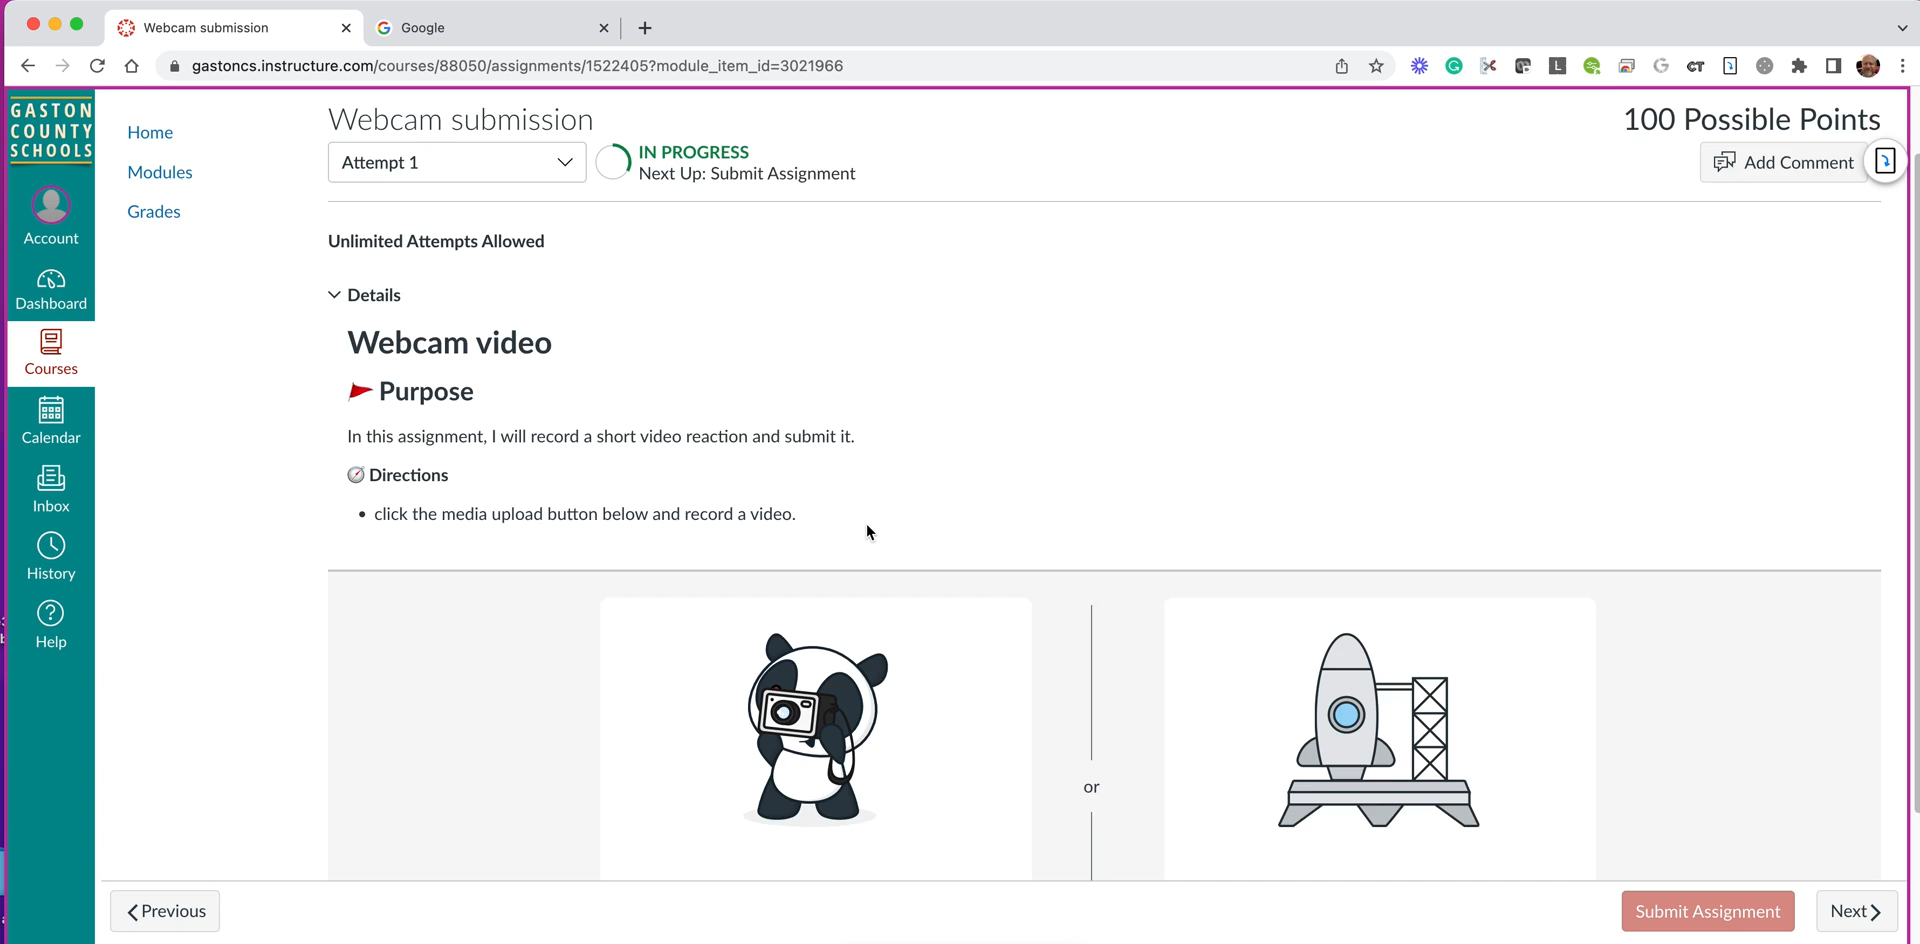 Webcam submission
Google
gastoncs.instructure.com/courses/88050/assignments/1522405?module_item_id=3021966
GASTON
COUNTY
SCHOOLS
Account
Dashboard
Courses
Calendar
Inbox
History
Help
Home
Modules
Grades
Webcam submission
100 Possible Points
Attempt 1
IN PROGRESS
Next Up: Submit Assignment
Add Comment
Unlimited Attempts Allowed
Details
Webcam video
Purpose
In this assignment, I will record a short video reaction and submit it.
Directions
• click the media upload button below and record a video.
or
Previous
Submit Assignment
Next